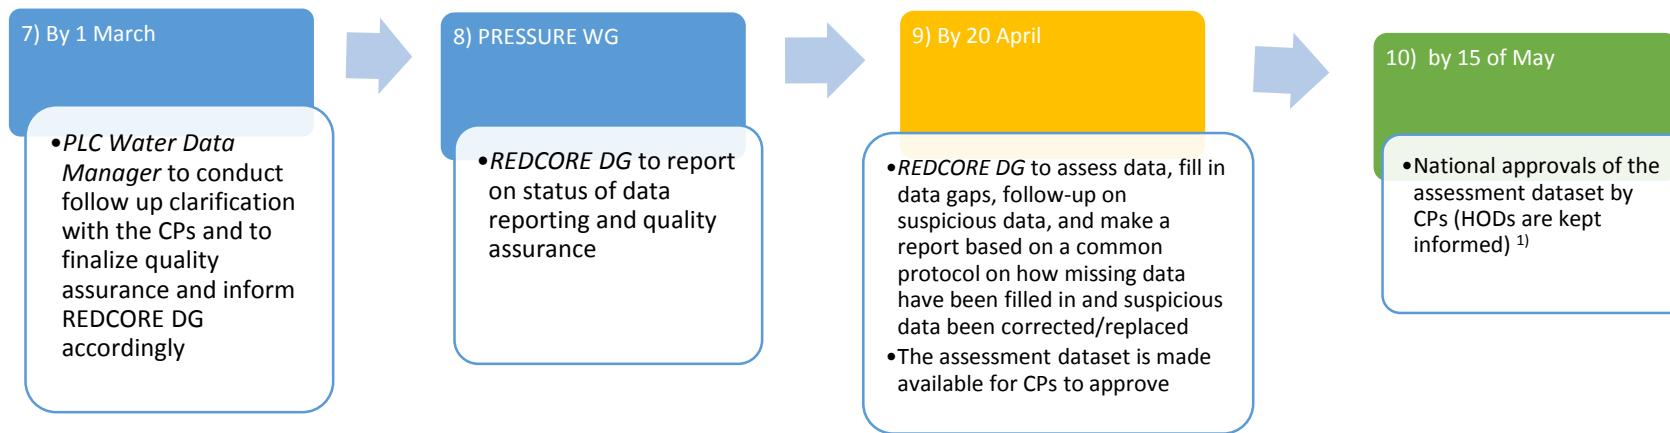 7) By 1 March
•PLC Water Data
Manager to conduct
follow up clarification
with the CPs and to
finalize quality
assurance and inform
REDCORE DG
accordingly
8) PRESSURE WG
•REDCORE DG to report
on status of data
reporting and quality
assurance
9) By 20 April
•REDCORE DG to assess data, fill in
data gaps, follow-up on
suspicious data, and make a
report based on a common
protocol on how missing data
have been filled in and suspicious
data been corrected/replaced
•The assessment dataset is made
available for CPs to approve
10) by 15 of May
•National approvals of the
assessment dataset by
CPs (HODs are kept
informed) 1)